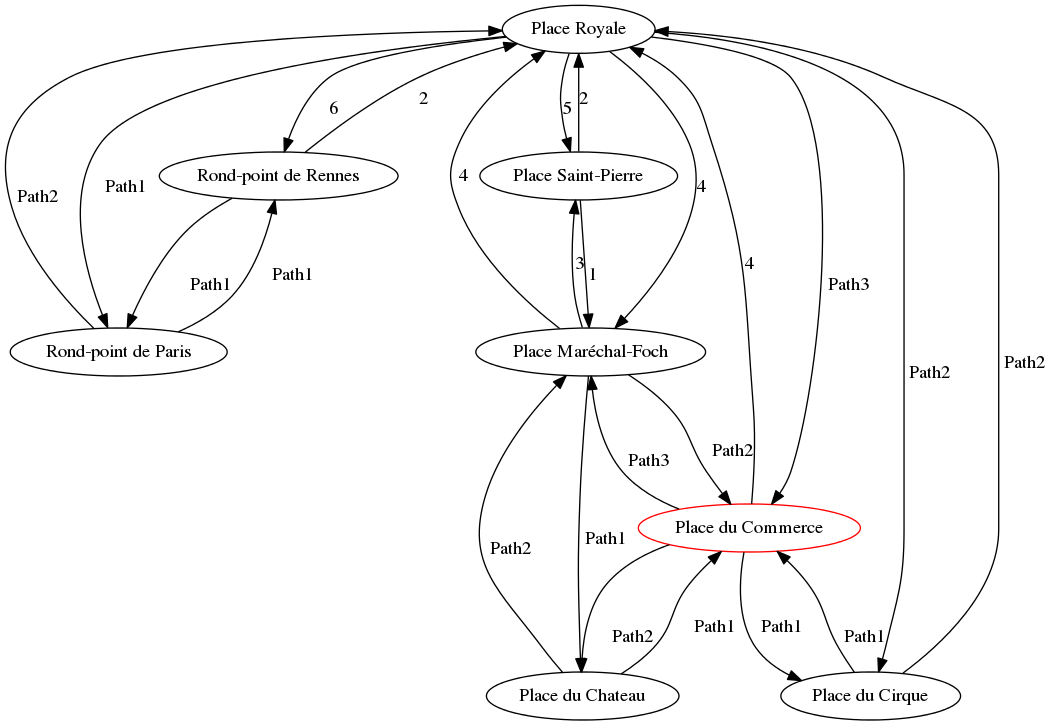 Place Royale
6
2
5
2
Rond-point de Rennes
Place Saint-Pierre
4
4
Path2
Path1
Path1
Path1
3
1
4
Path3
Rond-point de Paris
Place Maréchal-Foch
Path2
Path2
Path3
Path2
Place du Commerce
Path2
Path1
Path2
Path1
Path1
Path1
Place du Chateau
Place du Cirque